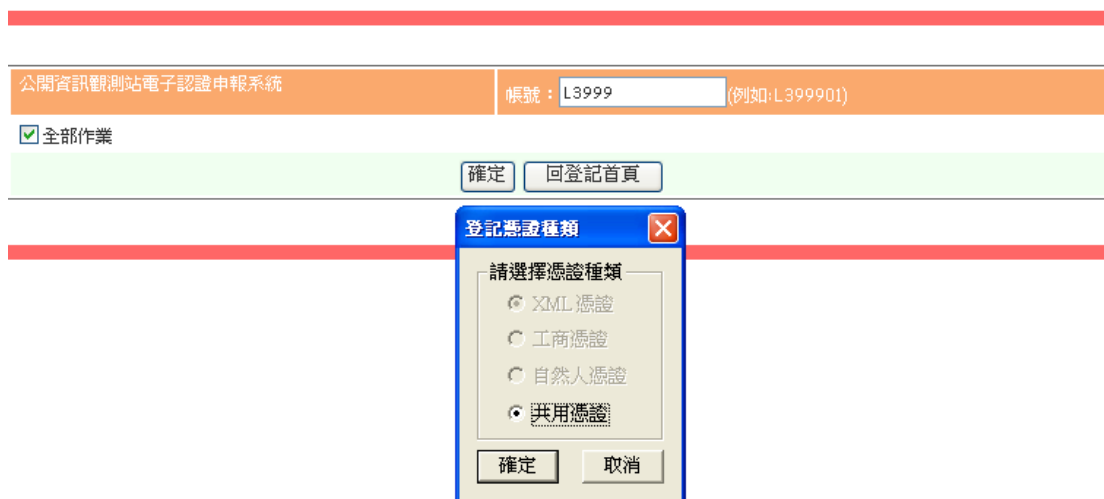 公開資訊觀測站電子認證申報系統
帳號：L3999 (例如:L399901)
全部作業
確定 回登記首頁
登記憑證種類
請選擇憑證種類
XML 憑證
工商憑證
自然人憑證
共用憑證
確定 取消